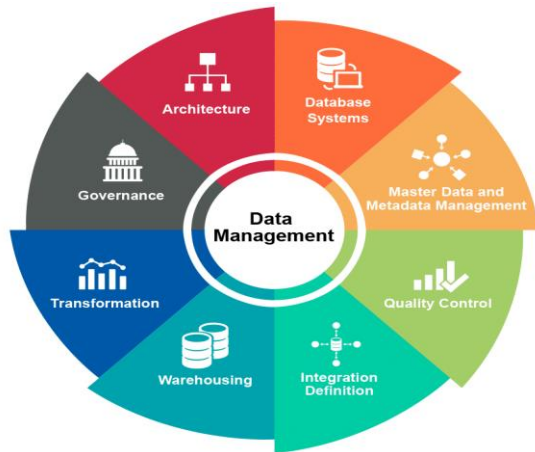 Architecture
Database
Systems
Master Data and
Metadata Management
Quality Control
Integration
Definition
Warehousing
Transformation
Governance
Data
Management